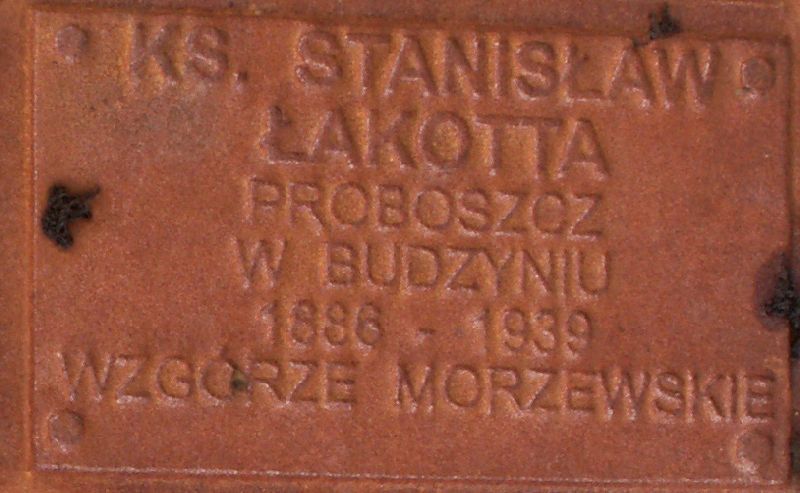 KS. STANISŁAW
ŁAKOTTA
PROBOSZCZ
W BUDZYNIU
1886 - 1939
WZGÓRZE MORZEWSKIE